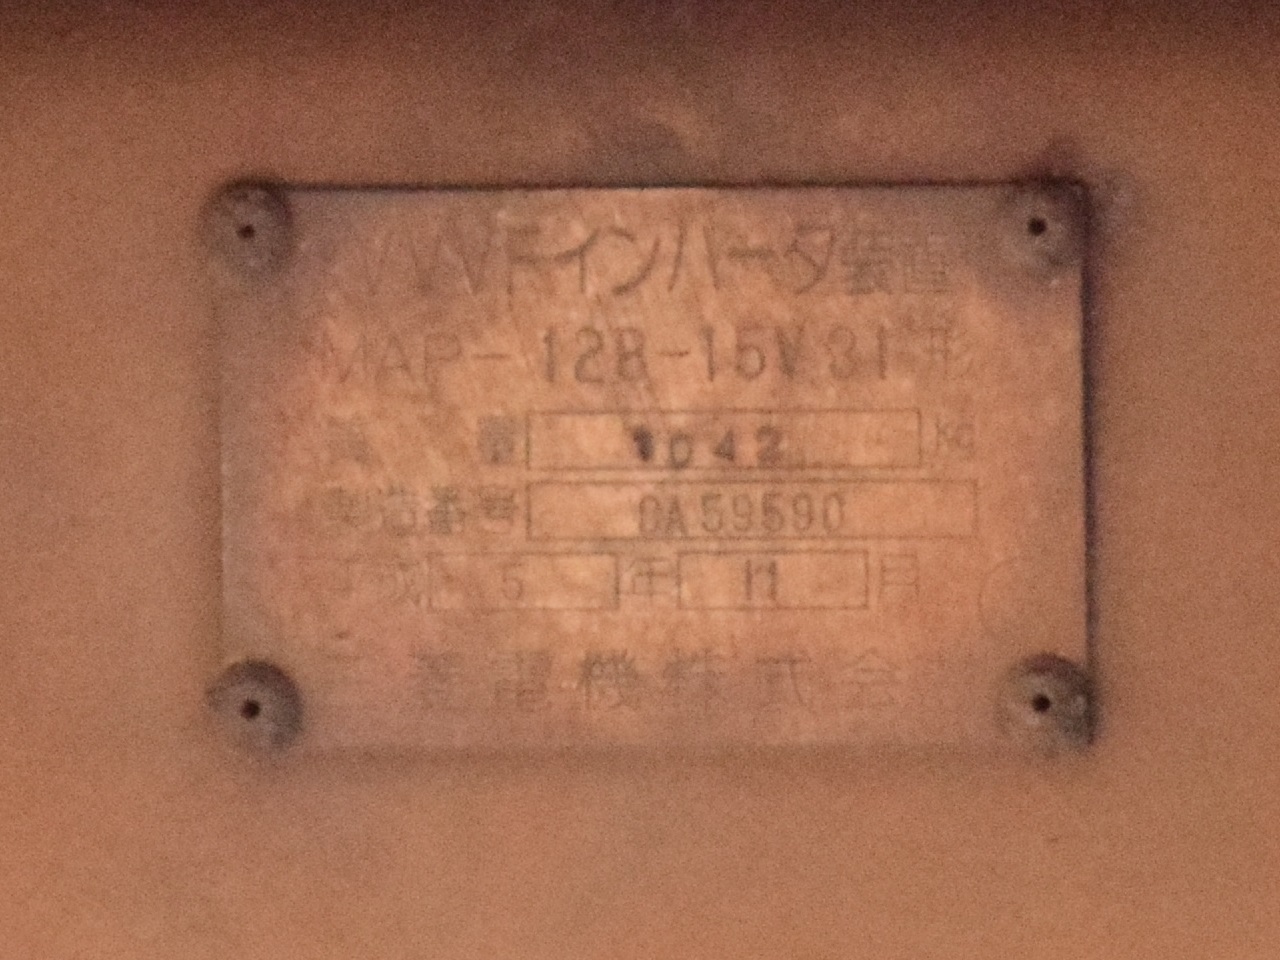 VVVFインバータ装置
MAP-12B-15V31形
質量 1042 kg
製造番号 0A59590
平成 5 年 11 月
三菱電機株式会社